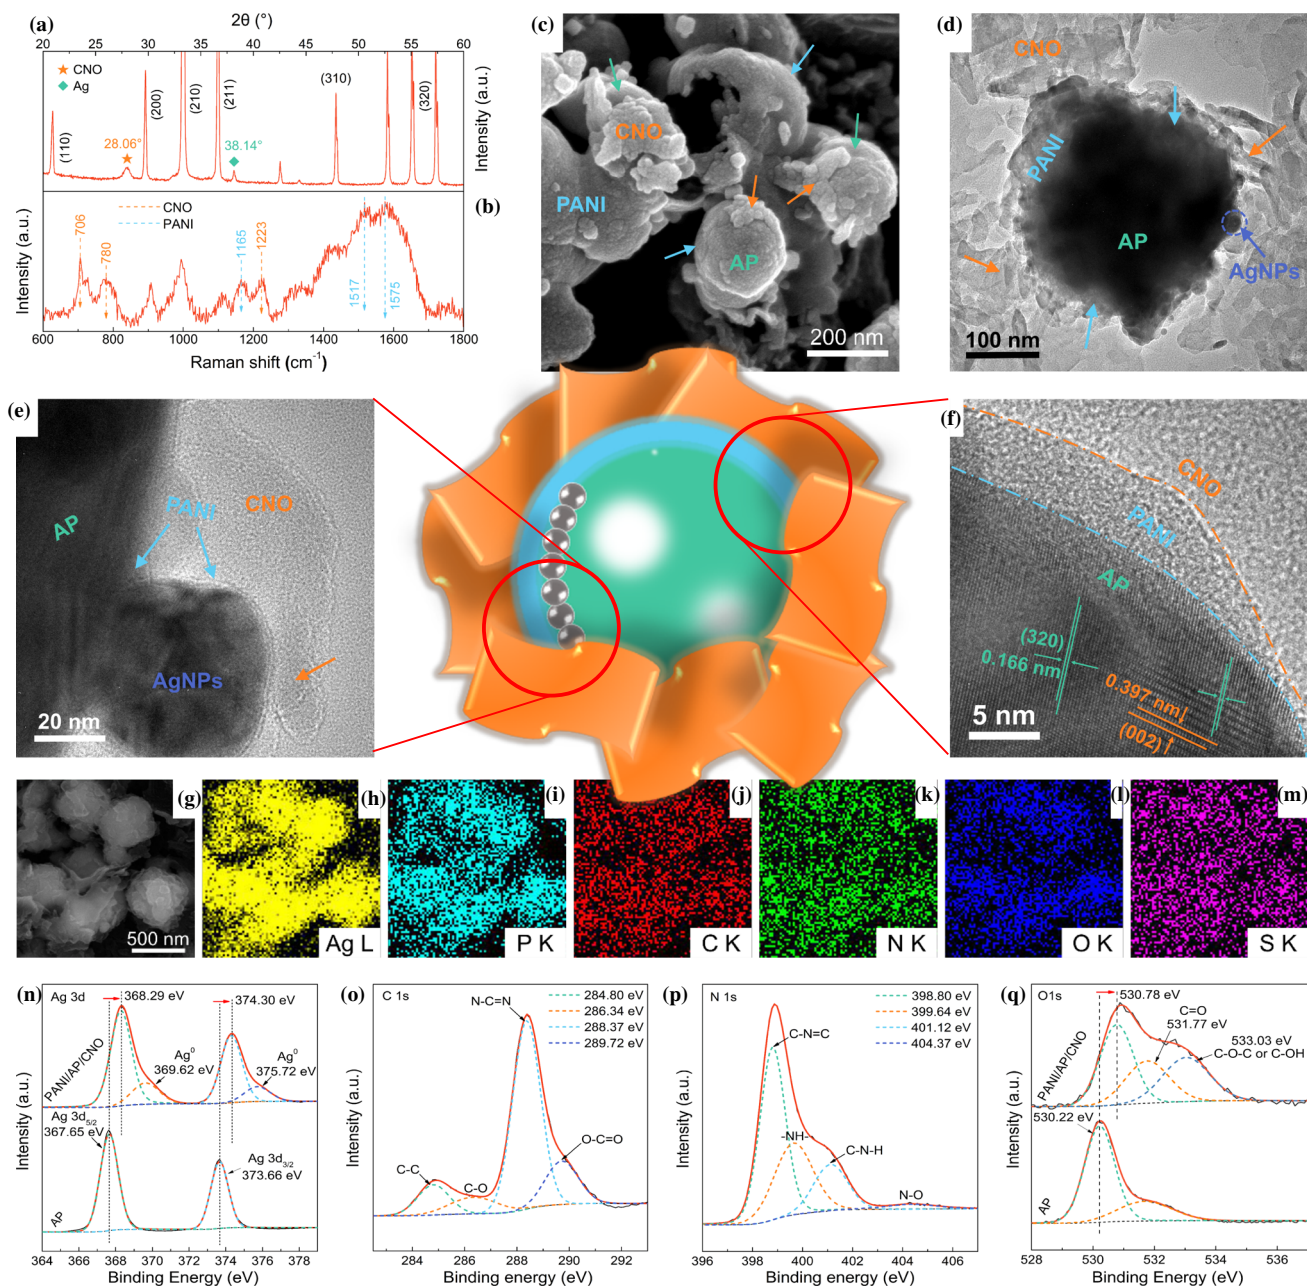 (a)
2θ (°)
20 25 30 35 40 45 50 55 60
Intensity (a.u.)
CNO
Ag
(110)
28.06°
(200)
(210)
(211)
38.14°
(310)
(320)
Intensity (a.u.)
(b)
Intensity (a.u.)
CNO
PANI
706
780
1165
1223
1517
1575
600 800 1000 1200 1400 1600 1800
Raman shift (cm⁻¹)
(c)
CNO
PANI
AP
200 nm
(d)
CNO
PANI
AP
AgNPs
100 nm
(e)
AP
PANI
CNO
AgNPs
20 nm
(f)
CNO
PANI
AP
(320)
0.166 nm
0.397 nm
(002)
5 nm
(g)
500 nm
(h)
Ag L
(i)
P K
(j)
C K
(k)
N K
(l)
O K
(m)
S K
(n)
Ag 3d
368.29 eV
374.30 eV
PANI/AP/CNO
Ag⁰
369.62 eV
Ag⁰
375.72 eV
Ag 3d₅/₂
367.65 eV
Ag 3d₃/₂
373.66 eV
AP
Intensity (a.u.)
364 366 368 370 372 374 376 378
Binding Energy (eV)
(o)
C 1s
N-C=N
284.80 eV
286.34 eV
288.37 eV
289.72 eV
O-C=O
C-C
C-O
Intensity (a.u.)
282 284 286 288 290 292
Binding Energy (eV)
(p)
N 1s
398.80 eV
399.64 eV
401.12 eV
404.37 eV
C-N=C
-NH-
C-N-H
N-O
Intensity (a.u.)
396 398 400 402 404 406
Binding Energy (eV)
(q)
O1s
530.78 eV
C=O
531.77 eV
533.03 eV
C-O-C or C-OH
PANI/AP/CNO
530.22 eV
AP
Intensity (a.u.)
528 530 532 534 536
Binding Energy (eV)